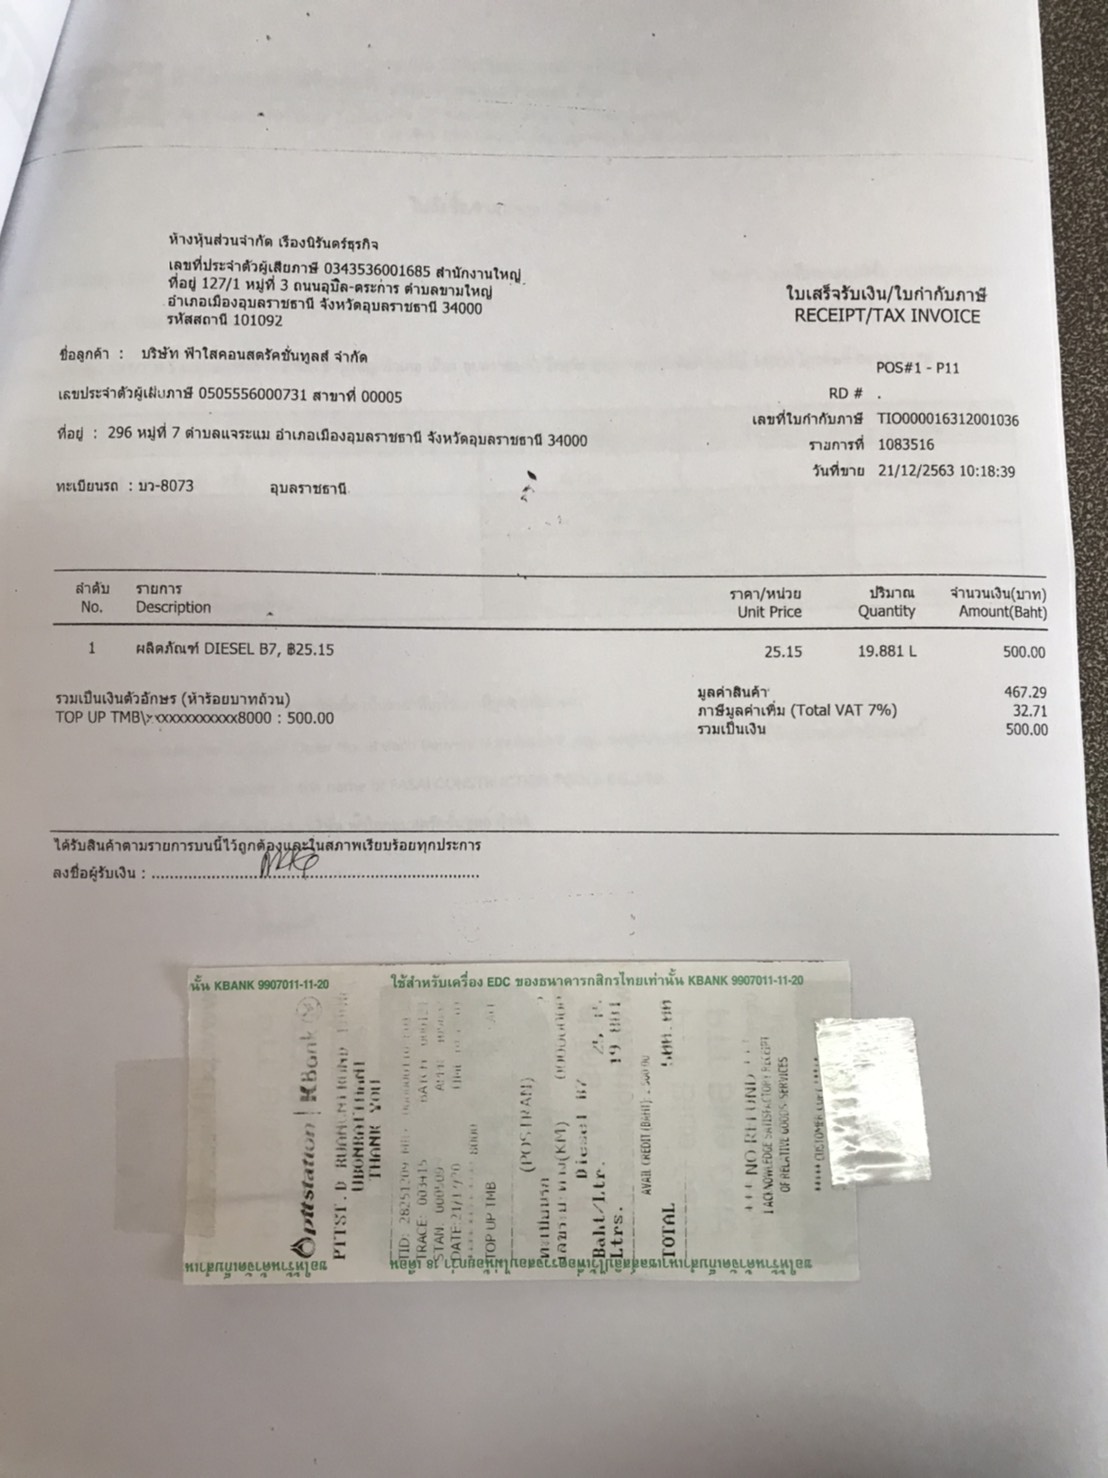 ห้างหุ้นส่วนจำกัด เรืองนิรันดร์ธุรกิจ
เลขที่ประจำตัวผู้เสียภาษี 0343536001685 สำนักงานใหญ่
ที่อยู่ 127/1 หมู่ที่ 3 ถนนอุบล-ตระการ ตำบลขามใหญ่
อำเภอเมืองอุบลราชธานี จังหวัดอุบลราชธานี 34000
รหัสสถานี 101092
ใบเสร็จรับเงิน/ใบกำกับภาษี
RECEIPT/TAX INVOICE
ชื่อลูกค้า : บริษัท ฟ้าใสคอนสตรัคชั่นทูลส์ จำกัด
POS#1 - P11
เลขประจำตัวผู้เสียภาษี 0505556000731 สาขาที่ 00005
RD # .
เลขที่ใบกำกับภาษี TIO000016312001036
ที่อยู่ : 296 หมู่ที่ 7 ตำบลแจระแม อำเภอเมืองอุบลราชธานี จังหวัดอุบลราชธานี 34000
รายการที่ 1083516
วันที่ขาย 21/12/2563 10:18:39
ทะเบียนรถ : บว-8073 อุบลราชธานี
ลำดับ รายการ ราคา/หน่วย ปริมาณ จำนวนเงิน(บาท)
No. Description Unit Price Quantity Amount(Baht)
1 ผลิตภัณฑ์ DIESEL B7, ฿25.15 25.15 19.881 L 500.00
รวมเป็นเงินตัวอักษร (ห้าร้อยบาทถ้วน) มูลค่าสินค้า 467.29
TOP UP TMB\xxxxxxxxxxxx8000 : 500.00 ภาษีมูลค่าเพิ่ม (Total VAT 7%) 32.71
รวมเป็นเงิน 500.00
ได้รับสินค้าตามรายการบนนี้ไว้ถูกต้องและในสภาพเรียบร้อยทุกประการ
ลงชื่อผู้รับเงิน :
นั้น KBANK 9907011-11-20 ใช้สำหรับเครื่อง EDC ของธนาคารกสิกรไทยเท่านั้น KBANK 9907011-11-20
pttstation | KBank
UBONRATTHANI
THANK YOU
TRACE: 003415
TOP UP TMB
(POSTRAN)
Diesel B7
Baht/Ltr.
Ltrs. 19.881
AVAIL CREDIT (BAHT)
TOTAL
*** NO REFUND
I ACKNOWLEDGE SATISFACTORY RECEIPT
OF RELATIVE GOODS/SERVICES